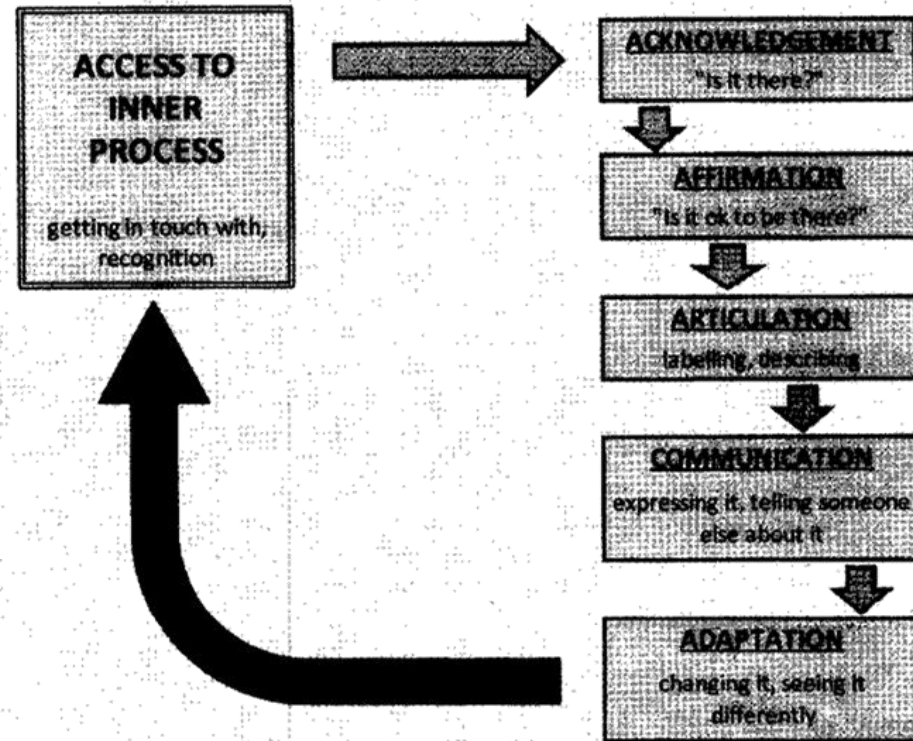 ACCESS TO
INNER
PROCESS
getting in touch with,
recognition
ACKNOWLEDGEMENT
"Is it there?"
AFFIRMATION
"Is it ok to be there?"
ARTICULATION
labelling, describing
COMMUNICATION
expressing it, telling someone
else about it
ADAPTATION
changing it, seeing it
differently